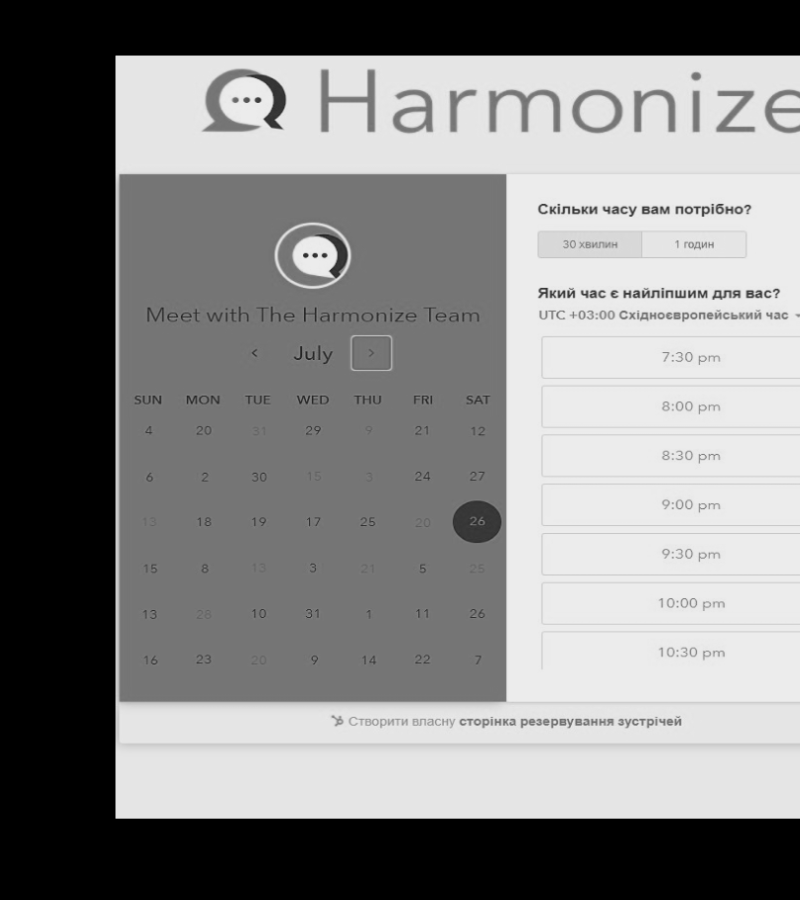 Harmonize
Meet with The Harmonize Team
< July >
SUN MON TUE WED THU FRI SAT
4 20 31 29 9 21 12
6 2 30 15 3 24 27
13 18 19 17 25 20 26
15 8 13 3 21 5 25
13 28 10 31 1 11 26
16 23 20 9 14 22 7
Скільки часу вам потрібно?
30 хвилин 1 годин
Який час є найліпшим для вас?
UTC +03:00 Східноєвропейський час
7:30 pm
8:00 pm
8:30 pm
9:00 pm
9:30 pm
10:00 pm
10:30 pm
Створити власну сторінка резервування зустрічей